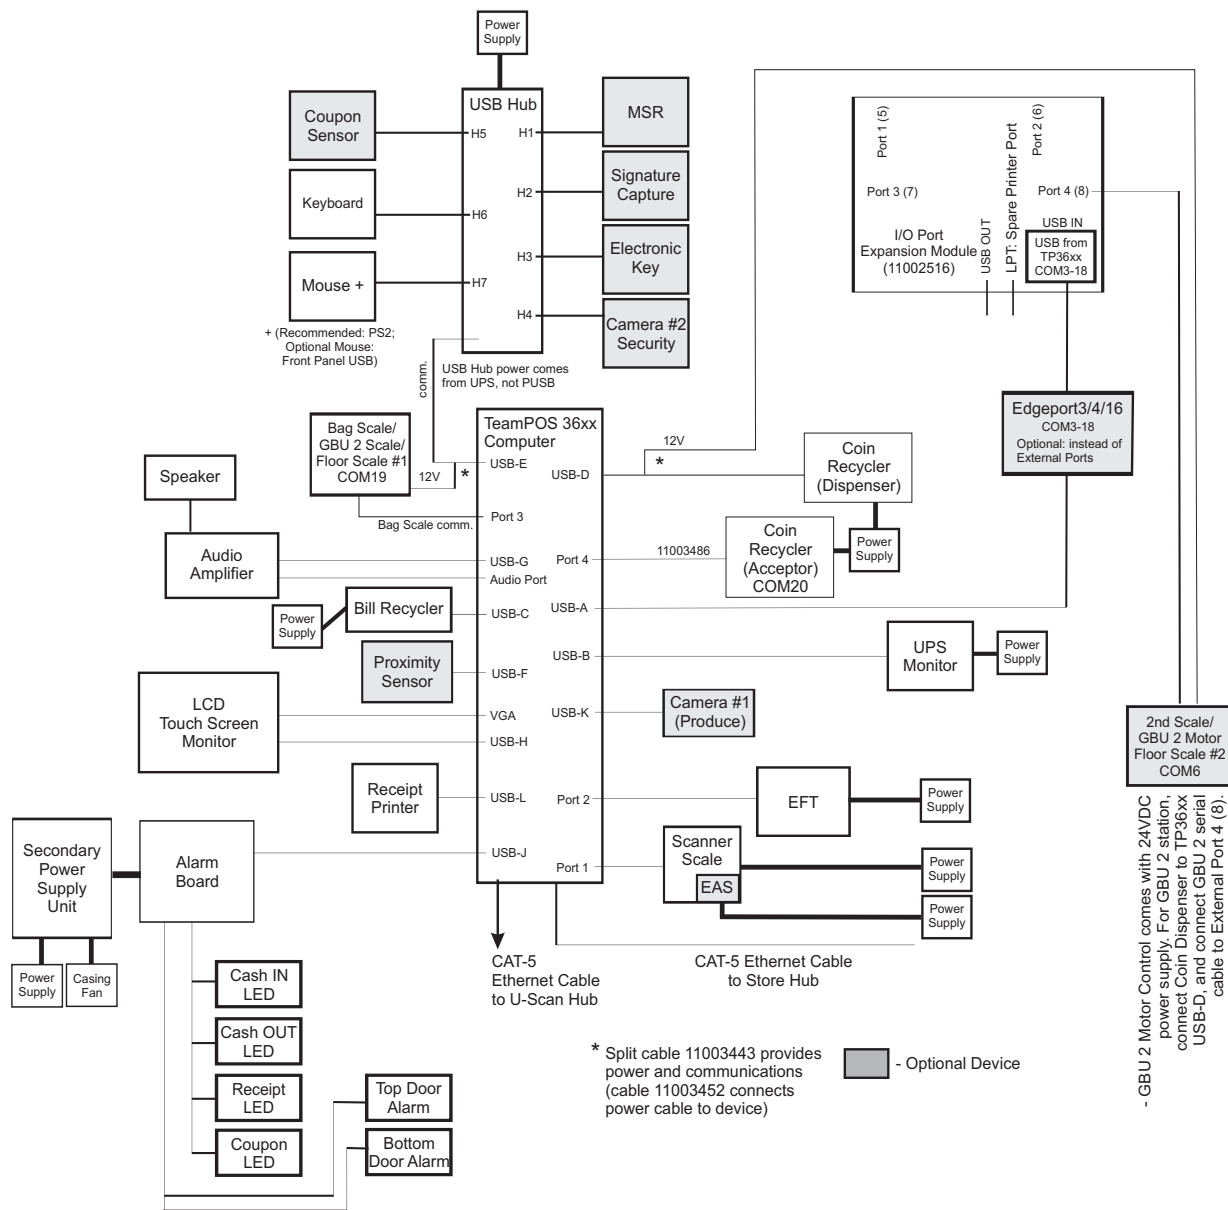 Power
Supply
USB Hub
Coupon
Sensor
H5
H1
MSR
Keyboard
H6
H2
Signature
Capture
Mouse +
H7
H3
Electronic
Key
H4
Camera #2
Security
+ (Recommended: PS2;
Optional Mouse:
Front Panel USB)
comm.
USB Hub power comes
from UPS, not PUSB
Port 1 (5)
Port 2 (6)
Port 3 (7)
Port 4 (8)
I/O Port
Expansion Module
(11002516)
USB OUT
LPT: Spare Printer Port
USB IN
USB from
TP36xx
COM3-18
Edgeport3/4/16
COM3-18
Optional: instead of
External Ports
TeamPOS 36xx
Computer
Bag Scale/
GBU 2 Scale/
Floor Scale #1
COM19
12V
*
USB-E
Bag Scale comm.
Port 3
Speaker
Audio
Amplifier
USB-G
Audio Port
Power
Supply
Bill Recycler
USB-C
Proximity
Sensor
USB-F
LCD
Touch Screen
Monitor
VGA
USB-H
Receipt
Printer
USB-L
USB-J
USB-D
12V
*
Coin
Recycler
(Dispenser)
Port 4
11003486
Coin
Recycler
(Acceptor)
COM20
Power
Supply
USB-A
USB-B
UPS
Monitor
Power
Supply
USB-K
Camera #1
(Produce)
Port 2
EFT
Power
Supply
Port 1
Scanner
Scale
EAS
Power
Supply
Power
Supply
2nd Scale/
GBU 2 Motor
Floor Scale #2
COM6
- GBU 2 Motor Control comes with 24VDC
power supply. For GBU 2 station,
connect Coin Dispenser to TP36xx
USB-D, and connect GBU 2 serial
cable to External Port 4 (8).
Secondary
Power
Supply
Unit
Alarm
Board
Power
Supply
Casing
Fan
Cash IN
LED
Cash OUT
LED
Receipt
LED
Coupon
LED
Top Door
Alarm
Bottom
Door Alarm
CAT-5
Ethernet Cable
to U-Scan Hub
CAT-5 Ethernet Cable
to Store Hub
* Split cable 11003443 provides
power and communications
(cable 11003452 connects
power cable to device)
- Optional Device